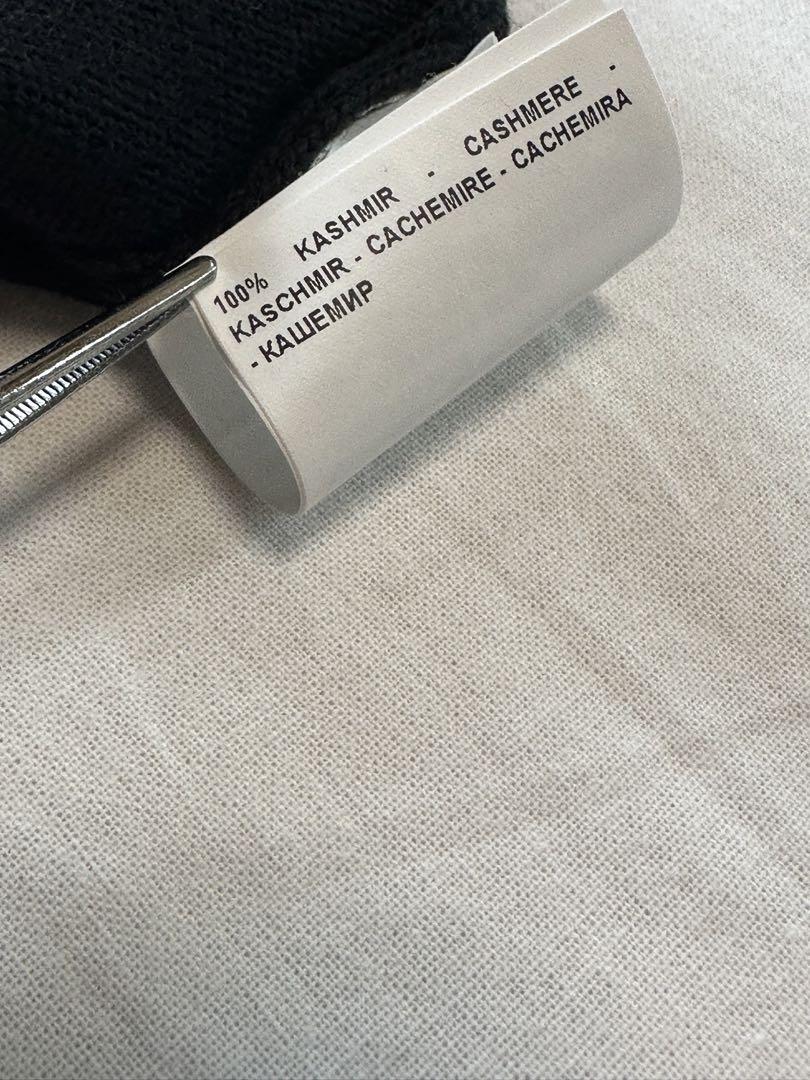 100% KASHMIR - CASHMERE -
KASCHMIR - CACHEMIRE - CACHEMIRA
- КАШЕМИР